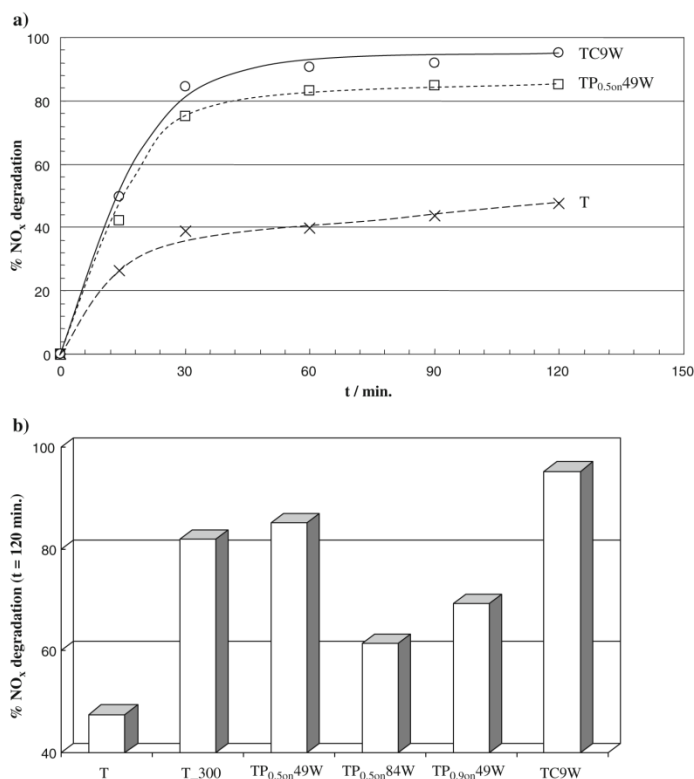 a)
100
80
60
40
20
0
% NOₓ degradation
TC9W
TP₀.₅ₒₙ49W
T
0 30 60 90 120 150
t / min.
b)
100
80
60
40
% NOₓ degradation (t = 120 min.)
T T_300 TP₀.₅ₒₙ49W TP₀.₅ₒₙ84W TP₀.₉ₒₙ49W TC9W